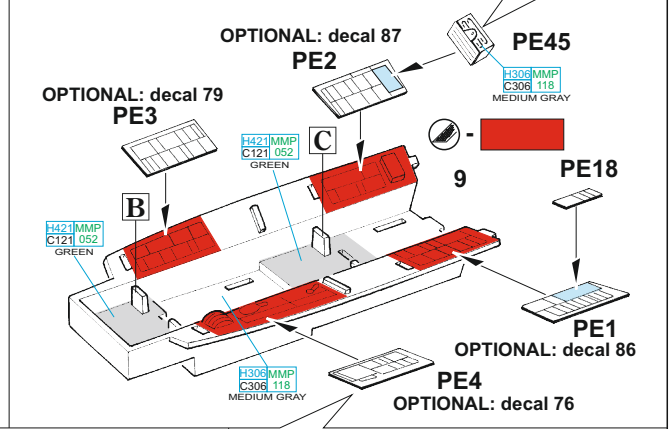 OPTIONAL: decal 87
PE2
PE45
H306 MMP
C306 118
MEDIUM GRAY
OPTIONAL: decal 79
PE3
H421 MMP
C121 052
GREEN
C
-
9
PE18
B
H421 MMP
C121 052
GREEN
PE1
OPTIONAL: decal 86
H306 MMP
C306 118
MEDIUM GRAY
PE4
OPTIONAL: decal 76